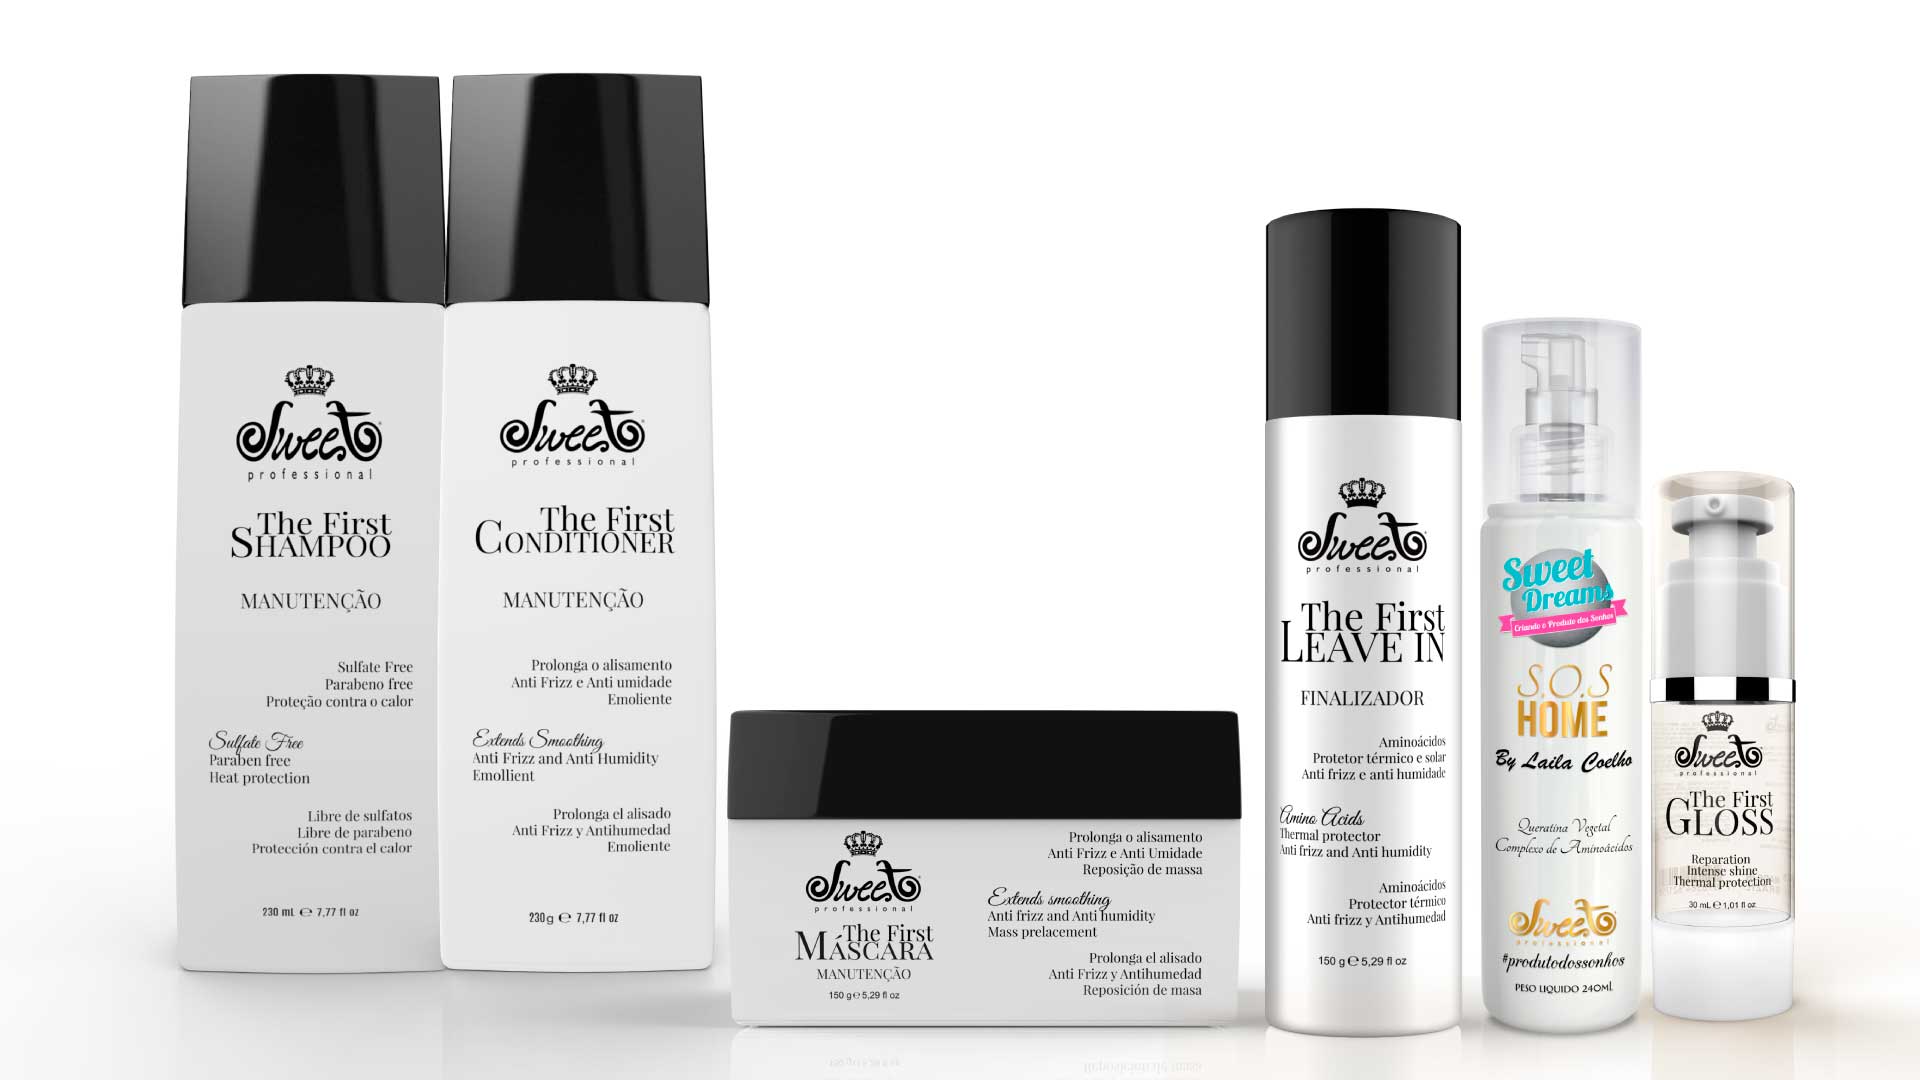 Sweet
professional
The First
SHAMPOO
MANUTENÇÃO
Sulfate Free
Parabeno free
Proteção contra o calor
Sulfate Free
Paraben free
Heat protection
Libre de sulfatos
Libre de parabeno
Protección contra el calor
230 mL ℮ 7,77 fl oz
Sweet
professional
The First
CONDITIONER
MANUTENÇÃO
Prolonga o alisamento
Anti Frizz e Anti umidade
Emoliente
Extends Smoothing
Anti Frizz and Anti Humidity
Emollient
Prolonga el alisado
Anti Frizz y Antihumedad
Emoliente
230g ℮ 7,77 fl oz
Sweet
professional
The First
MÁSCARA
MANUTENÇÃO
150 g ℮ 5,29 fl oz
Prolonga o alisamento
Anti Frizz e Anti Umidade
Reposição de massa
Extends smoothing
Anti frizz and Anti humidity
Mass prelacement
Prolonga el alisado
Anti Frizz y Antihumedad
Reposición de masa
Sweet
professional
The First
LEAVE IN
FINALIZADOR
Aminoácidos
Protetor térmico e solar
Anti frizz e anti humidade
Amino Acids
Thermal protector
Anti frizz and Anti humidity
Aminoácidos
Protector térmico
Anti frizz y Antihumedad
150 g ℮ 5,29 fl oz
Sweet
Dreams
Criando o Produto dos Sonhos
S.O.S
HOME
By Laila Coelho
Queratina Vegetal
Complexo de Aminoácidos
Sweet
professional
#produtodossonhos
PESO LIQUIDO 240ML
Sweet
professional
The First
GLOSS
Reparation
Intense shine
Thermal protection
30 mL ℮ 1,01 fl oz